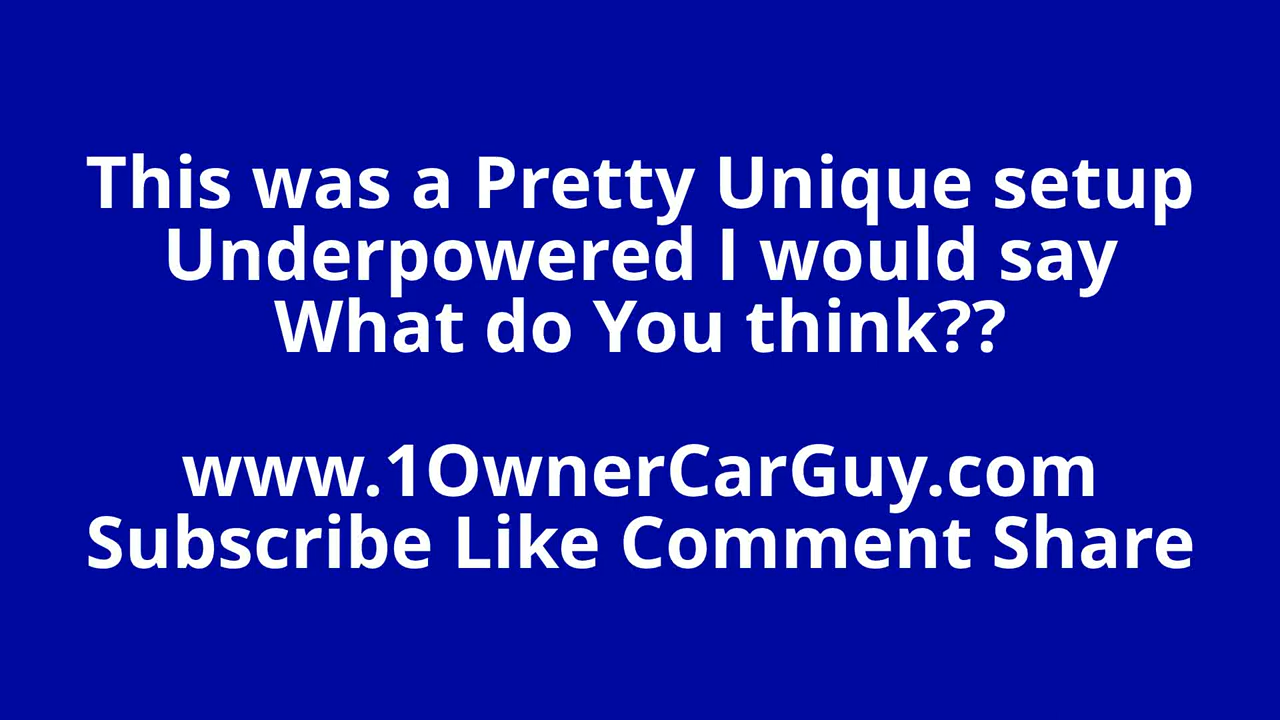 This was a Pretty Unique setup
Underpowered I would say
What do You think??
www.1OwnerCarGuy.com
Subscribe Like Comment Share